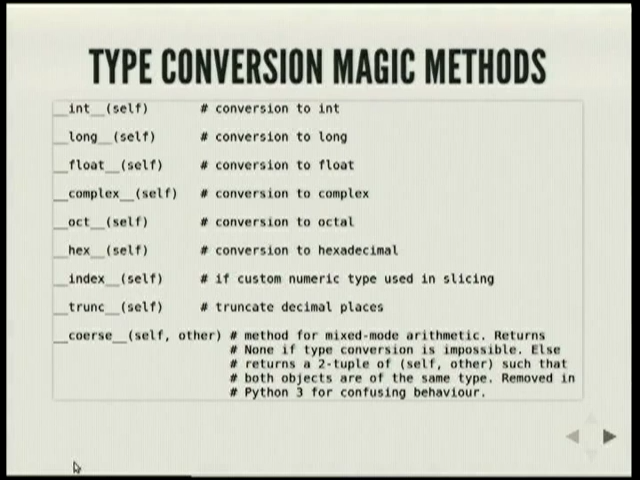 TYPE CONVERSION MAGIC METHODS
__int__(self) # conversion to int
__long__(self) # conversion to long
__float__(self) # conversion to float
__complex__(self) # conversion to complex
__oct__(self) # conversion to octal
__hex__(self) # conversion to hexadecimal
__index__(self) # if custom numeric type used in slicing
__trunc__(self) # truncate decimal places
__coerse__(self, other) # method for mixed-mode arithmetic. Returns
# None if type conversion is impossible. Else
# returns a 2-tuple of (self, other) such that
# both objects are of the same type. Removed in
# Python 3 for confusing behaviour.